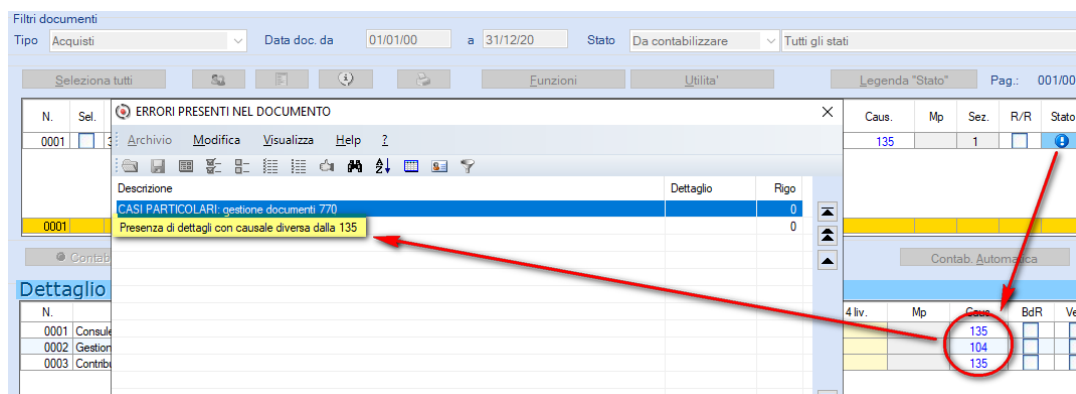 Filtri documenti
Tipo Acquisti Data doc. da 01/01/00 a 31/12/20 Stato Da contabilizzare Tutti gli stati
Seleziona tutti Funzioni Utilita' Legenda "Stato" Pag.: 001/00
ERRORI PRESENTI NEL DOCUMENTO
N. Sel. Caus. Mp Sez. R/R Stato
Archivio Modifica Visualizza Help ?
0001 135 1
Descrizione Dettaglio Rigo
CASI PARTICOLARI: gestione documenti 770 0
0001 Presenza di dettagli con causale diversa dalla 135 0
Contab. Automatica
Dettaglio
N. 4 liv. Mp Caus. BdR
0001 135
0002 104
0003 135